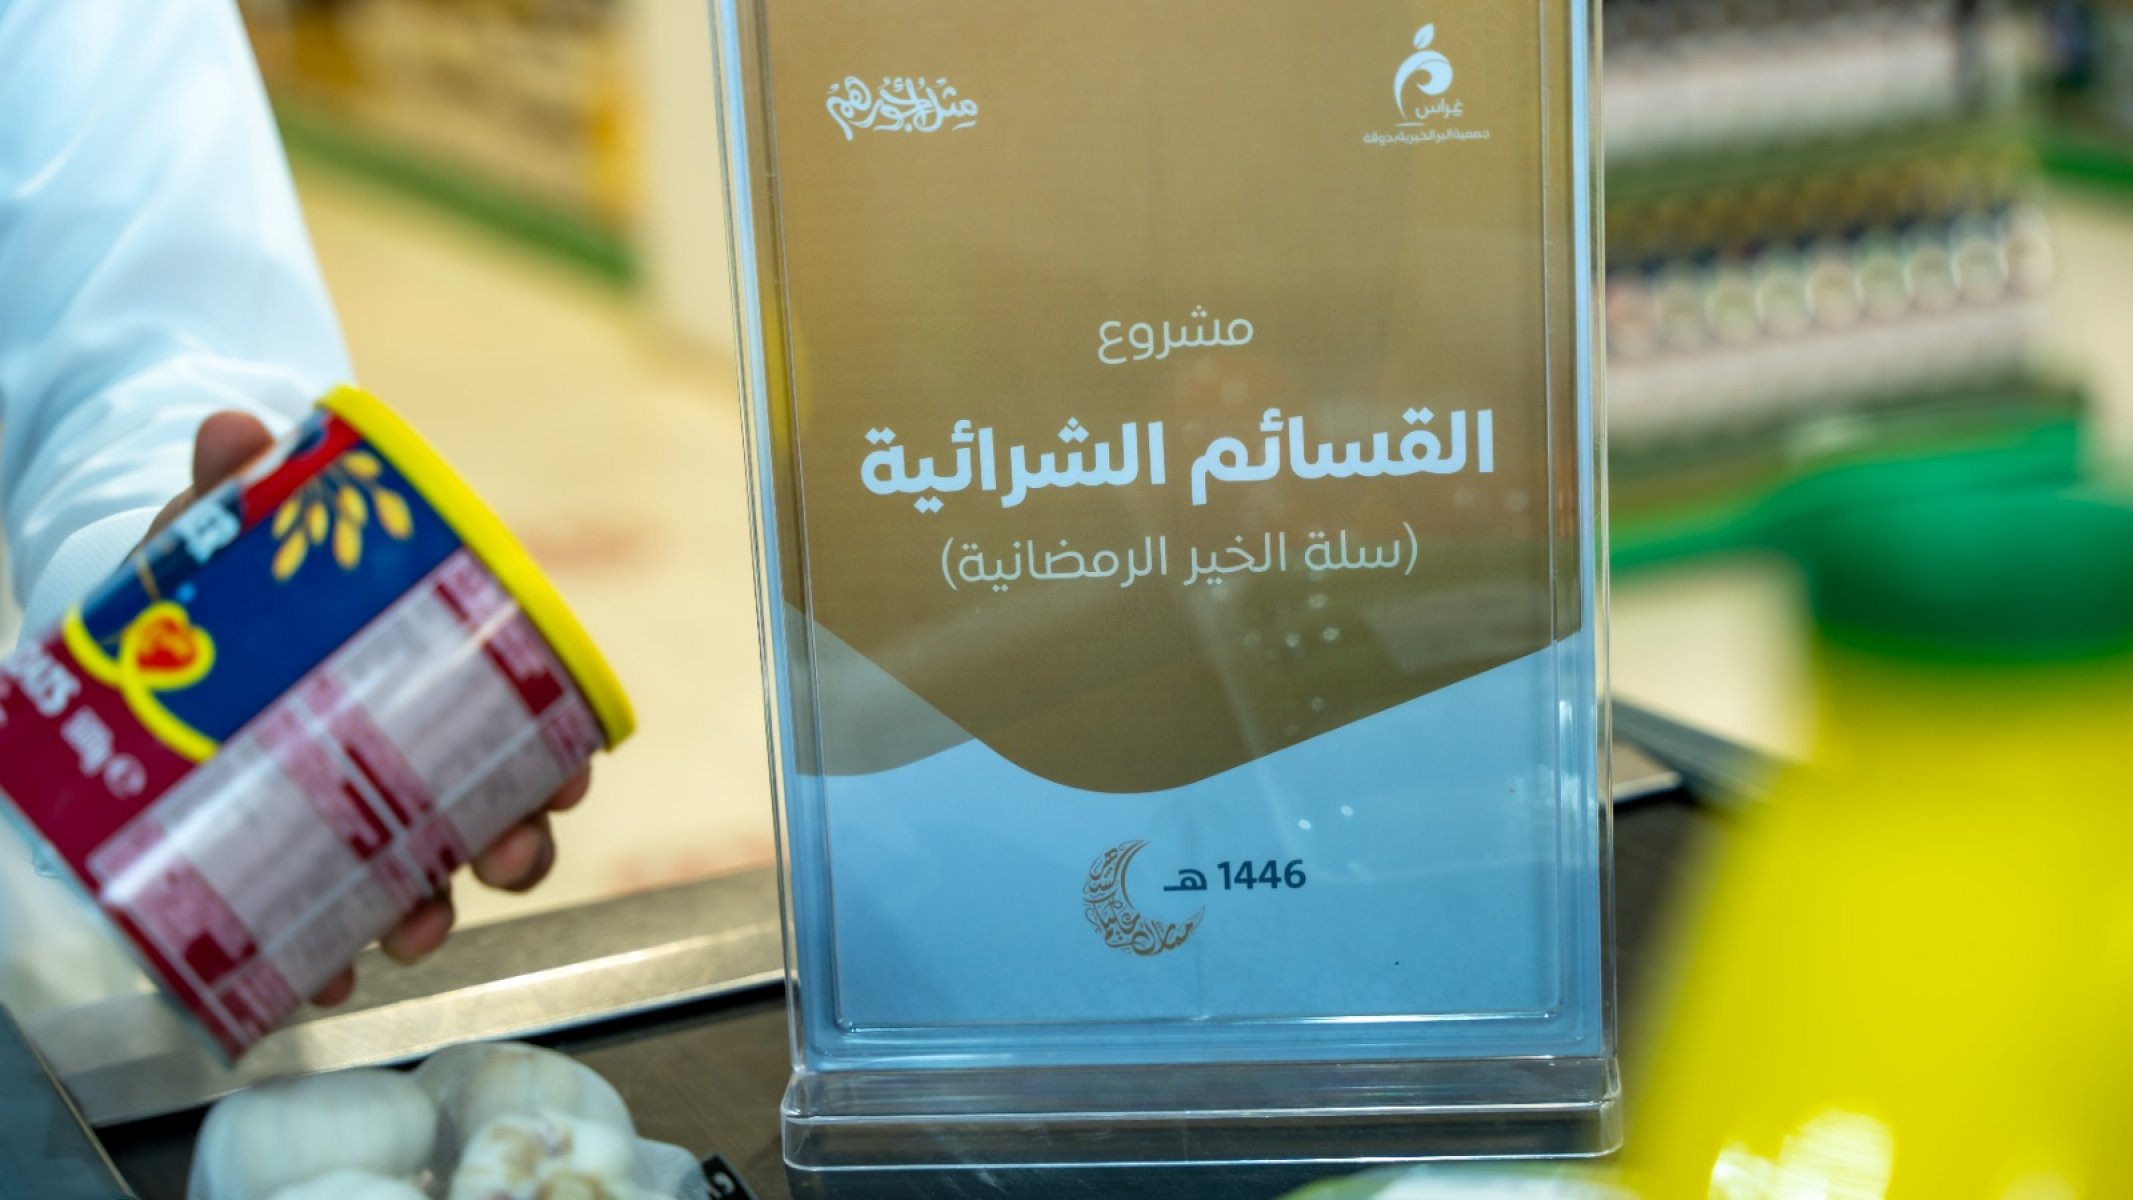 مثل أجورهم
غراس
جمعية البر الخيرية بدوقة
مشروع
القسائم الشرائية
(سلة الخير الرمضانية)
1446 هـ